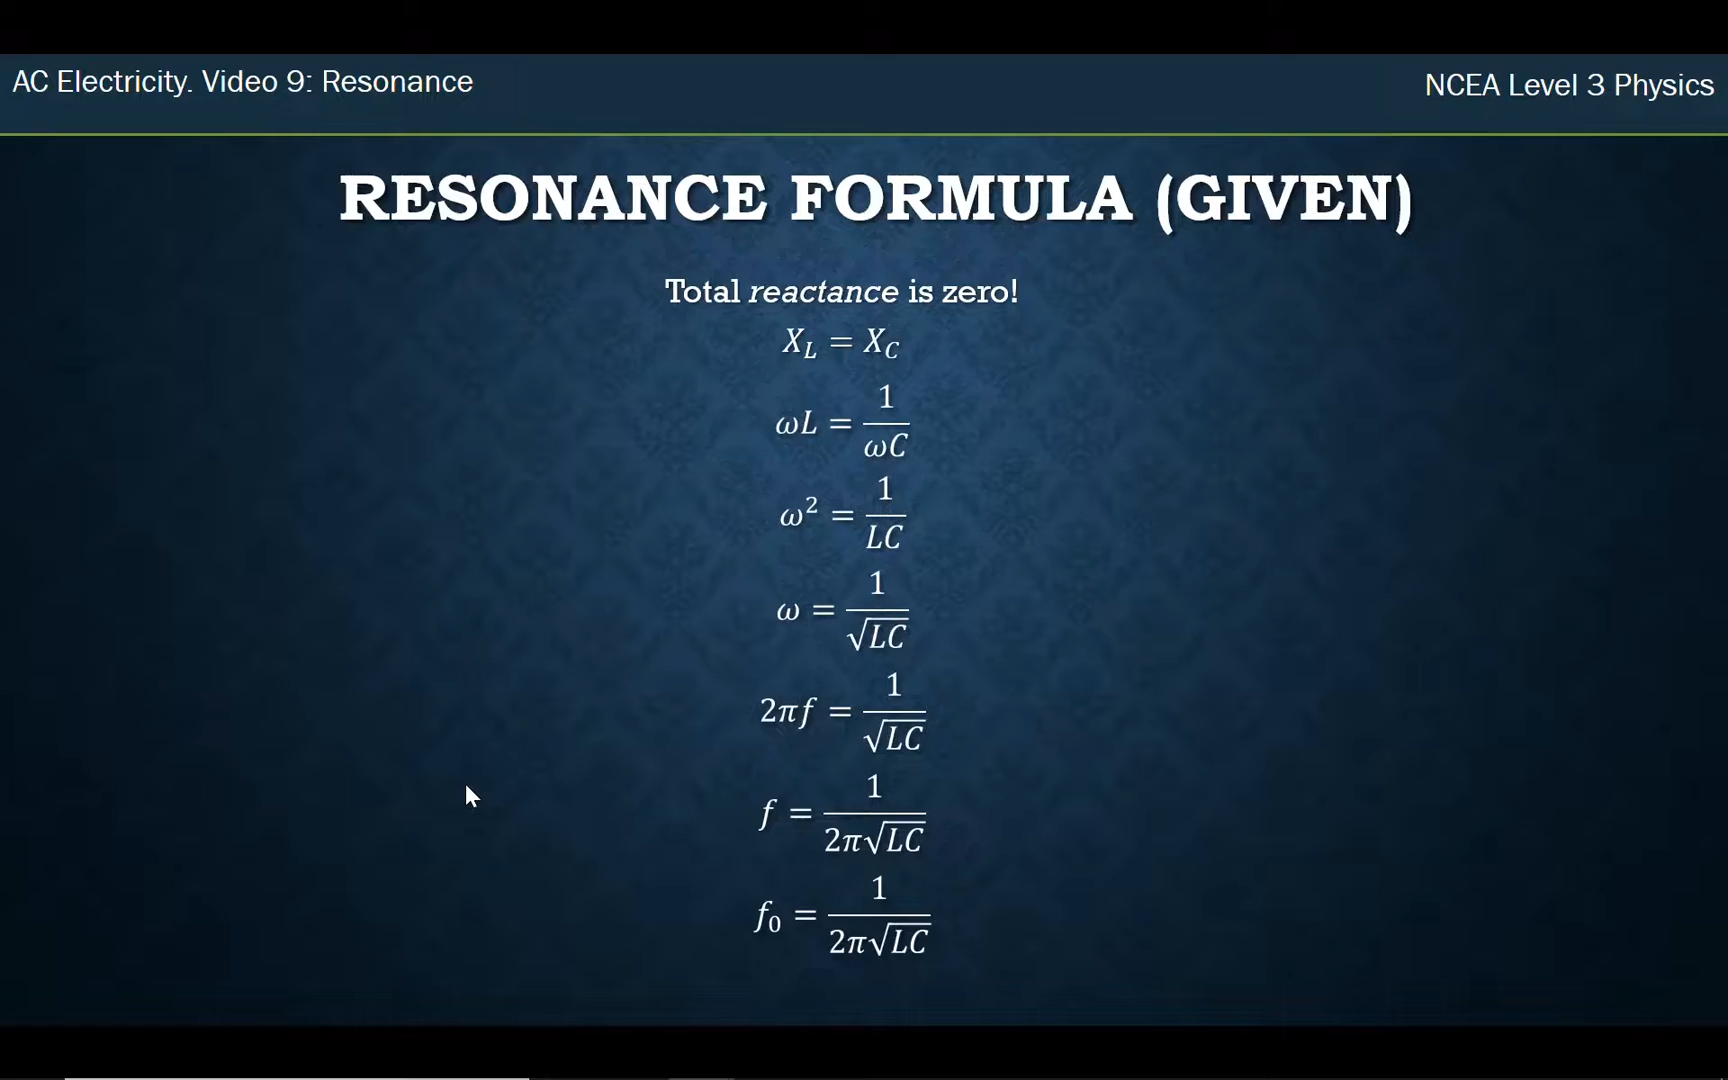 AC Electricity. Video 9: Resonance
NCEA Level 3 Physics
RESONANCE FORMULA (GIVEN)
Total reactance is zero!
X_L = X_C
ωL = 1/(ωC)
ω² = 1/(LC)
ω = 1/√(LC)
2πf = 1/√(LC)
f = 1/(2π√(LC))
f₀ = 1/(2π√(LC))